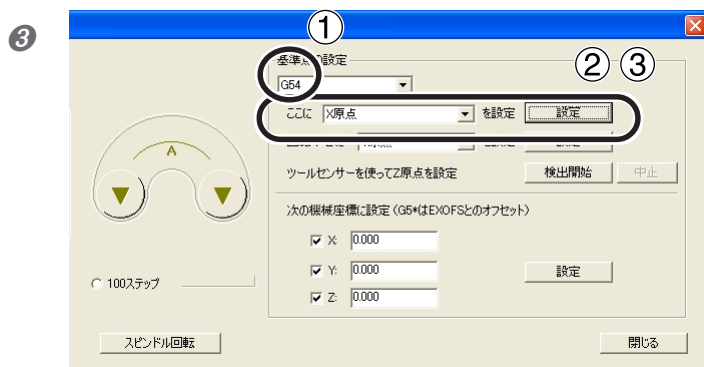 ❸
①
② ③
基準点の設定
G54
ここに X原点 を設定 設定
ツールセンサーを使ってZ原点を設定 検出開始 中止
次の機械座標に設定 (G5*はEXOFSとのオフセット)
A
X: 0.000
Y: 0.000 設定
Z: 0.000
100ステップ
スピンドル回転 閉じる